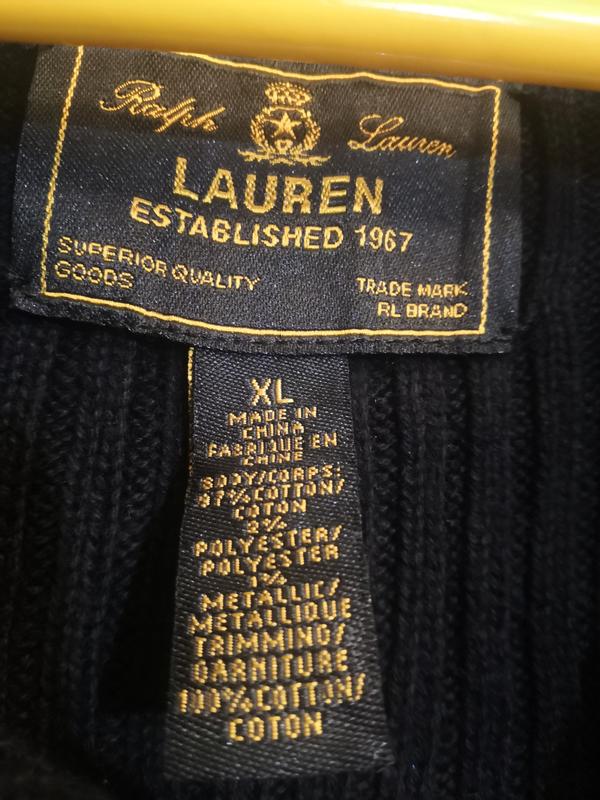 Ralph Lauren
LAUREN
ESTABLISHED 1967
SUPERIOR QUALITY
GOODS
TRADE MARK
RL BRAND
XL
MADE IN
CHINA
FABRIQUE EN
CHINE
BODY/CORPS:
97%COTTON/
COTON
2%
POLYESTER/
POLYESTER
1%
METALLIC/
METALLIQUE
TRIMMING/
GARNITURE
100%COTTON/
COTON